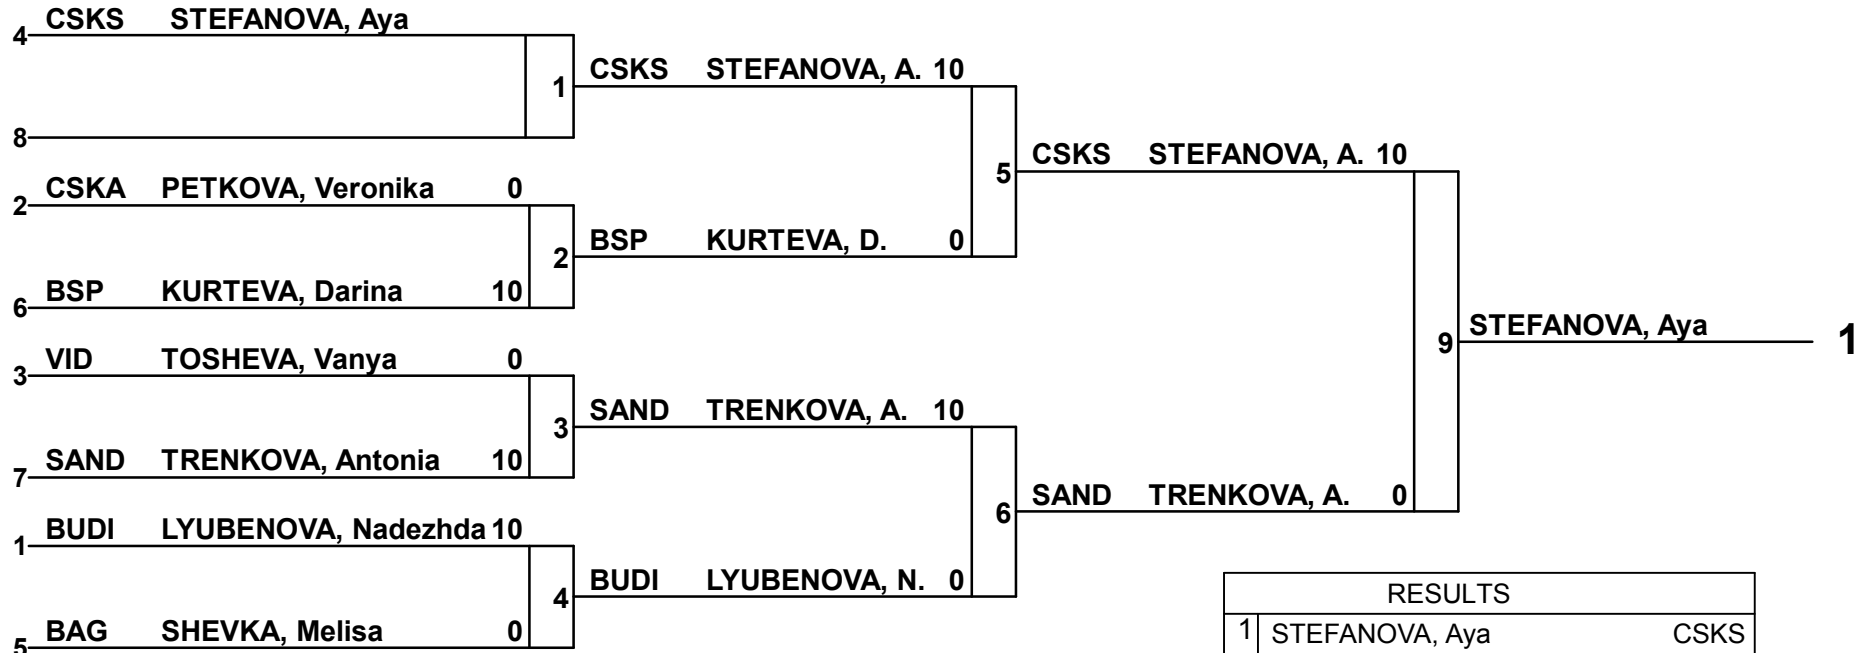 4 CSKS STEFANOVA, Aya
1
CSKS STEFANOVA, A. 10
8
5
CSKS STEFANOVA, A. 10
2 CSKA PETKOVA, Veronika 0
2
BSP KURTEVA, D. 0
6 BSP KURTEVA, Darina 10
9
STEFANOVA, Aya 1
3 VID TOSHEVA, Vanya 0
3
SAND TRENKOVA, A. 10
7 SAND TRENKOVA, Antonia 10
6
SAND TRENKOVA, A. 0
1 BUDI LYUBENOVA, Nadezhda 10
4
BUDI LYUBENOVA, N. 0
5 BAG SHEVKA, Melisa 0
RESULTS
1 STEFANOVA, Aya CSKS